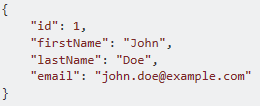 {
    "id": 1,
    "firstName": "John",
    "lastName": "Doe",
    "email": "john.doe@example.com"
}